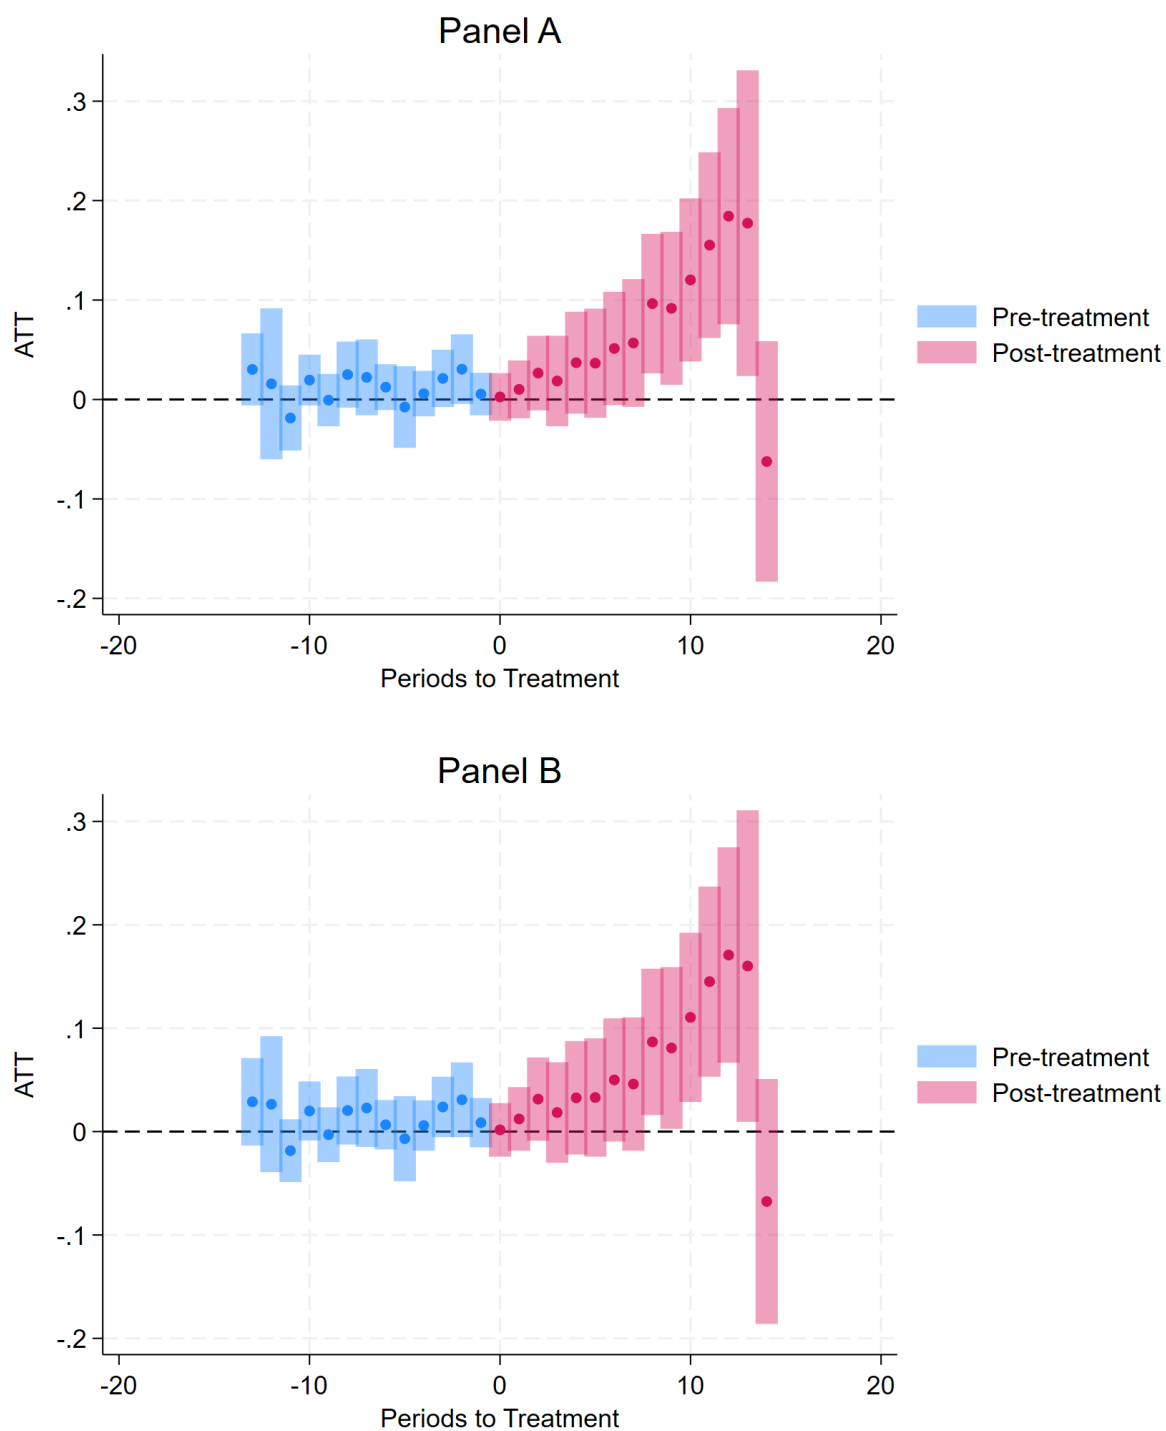 Panel A
.3
.2
.1
0
-.1
-.2
ATT
-20 -10 0 10 20
Periods to Treatment
Pre-treatment
Post-treatment
Panel B
.3
.2
.1
0
-.1
-.2
ATT
-20 -10 0 10 20
Periods to Treatment
Pre-treatment
Post-treatment